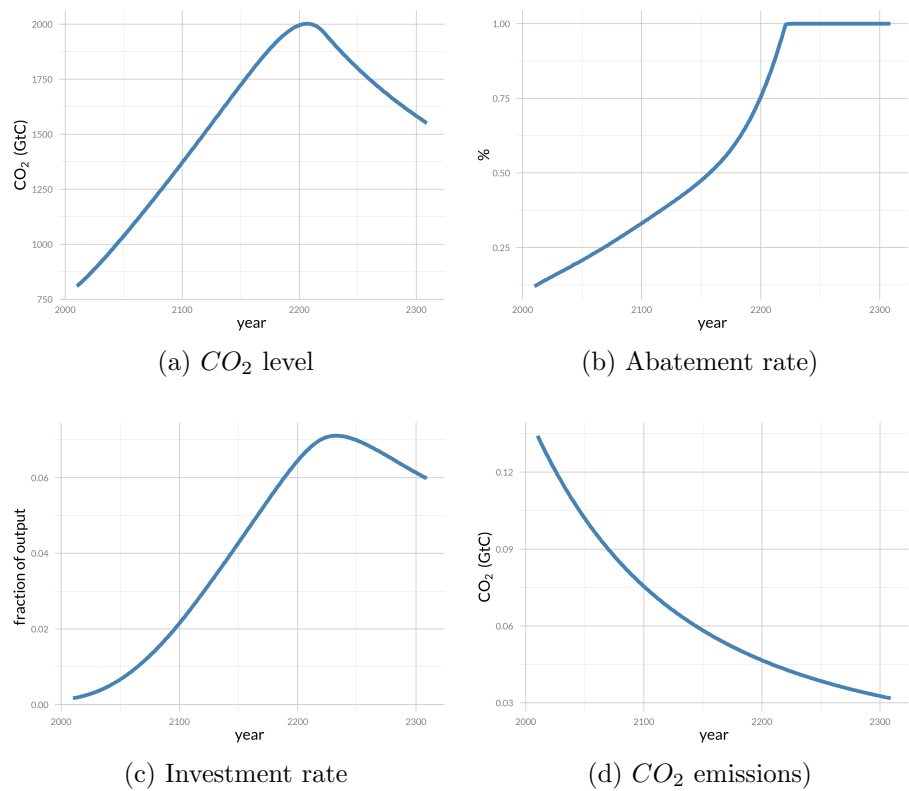 2000
1750
1500
1250
1000
750
CO2 (GtC)
2000 2100 2200 2300
year
(a) CO2 level
1.00
0.75
0.50
0.25
%
2000 2100 2200 2300
year
(b) Abatement rate)
0.06
0.04
0.02
0.00
fraction of output
2000 2100 2200 2300
year
(c) Investment rate
0.12
0.09
0.06
0.03
CO2 (GtC)
2000 2100 2200 2300
year
(d) CO2 emissions)